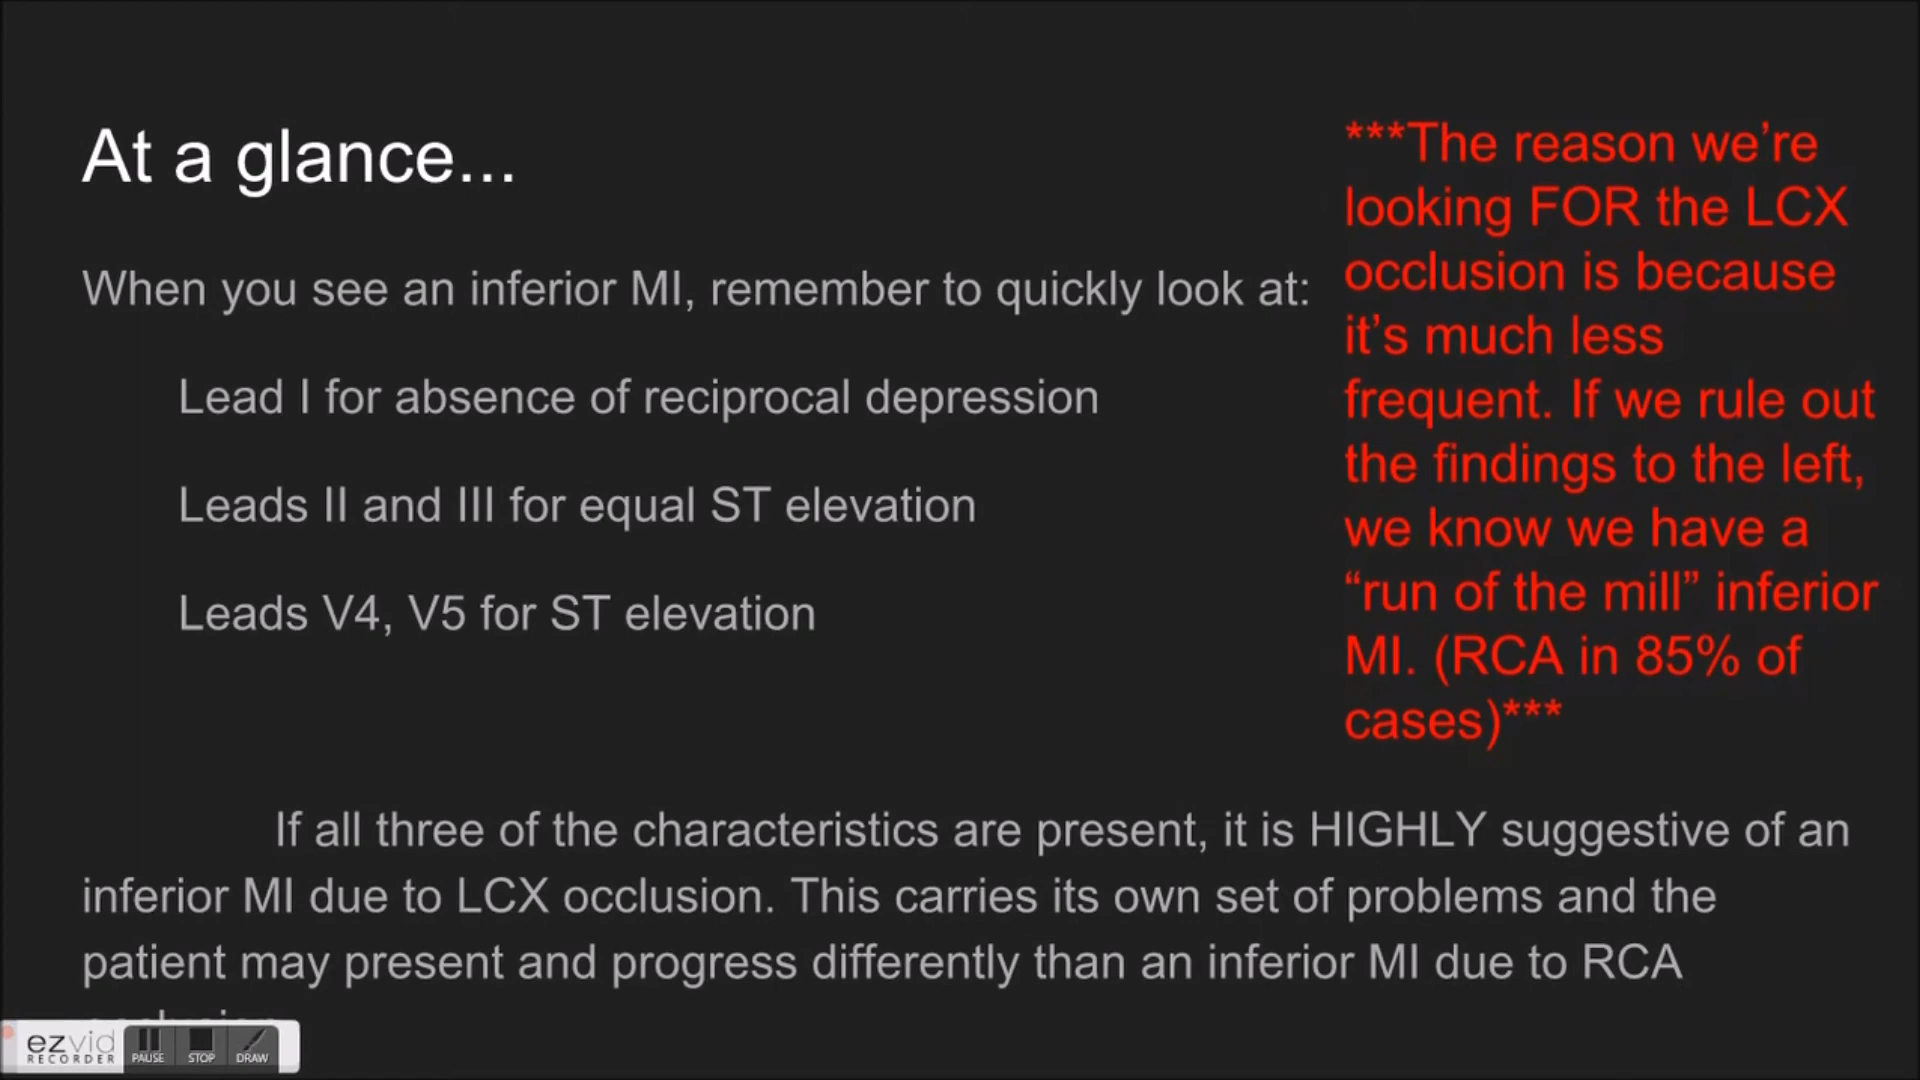 At a glance...
When you see an inferior MI, remember to quickly look at:
Lead I for absence of reciprocal depression
Leads II and III for equal ST elevation
Leads V4, V5 for ST elevation
***The reason we’re
looking FOR the LCX
occlusion is because
it’s much less
frequent. If we rule out
the findings to the left,
we know we have a
“run of the mill” inferior
MI. (RCA in 85% of
cases)***
If all three of the characteristics are present, it is HIGHLY suggestive of an
inferior MI due to LCX occlusion. This carries its own set of problems and the
patient may present and progress differently than an inferior MI due to RCA
ezvid
RECORDER
PAUSE
STOP
DRAW